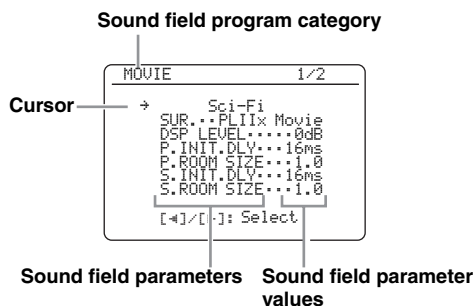 Sound field program category
MOVIE 1/2
Cursor → Sci-Fi
SUR.··PLIIx Movie
DSP LEVEL·····0dB
P.INIT.DLY···16ms
P.ROOM SIZE···1.0
S.INIT.DLY···16ms
S.ROOM SIZE···1.0
[◀]/[▶]: Select
Sound field parameters Sound field parameter
values